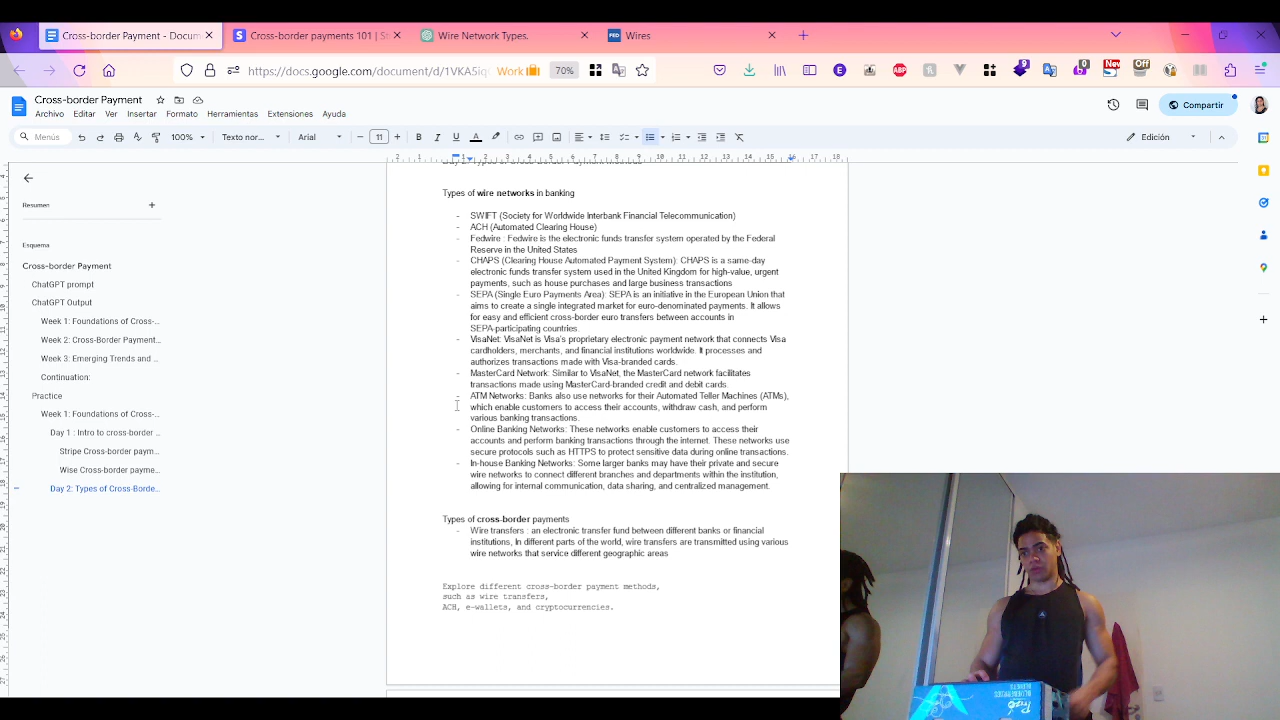 Cross-border Payment - Docum
Cross-border payments 101 | S
Wire Network Types.
FED
Wires
https://docs.google.com/document/d/1VKA5iq
Work
70%
Cross-border Payment
Archivo Editar Ver Insertar Formato Herramientas Extensiones Ayuda
Compartir
Menús
100%
Texto nor...
Arial
11
Edición
Resumen
Esquema
Cross-border Payment
ChatGPT prompt
ChatGPT Output
Week 1: Foundations of Cross-...
Week 2: Cross-Border Payment...
Week 3: Emerging Trends and ...
Continuation:
Practice
Week 1: Foundations of Cross-...
Day 1 : Intro to cross-border ...
Stripe Cross-border paym...
Wise Cross-border payme...
Day 2: Types of Cross-Borde...
Types of wire networks in banking
- SWIFT (Society for Worldwide Interbank Financial Telecommunication)
- ACH (Automated Clearing House)
- Fedwire : Fedwire is the electronic funds transfer system operated by the Federal
Reserve in the United States
- CHAPS (Clearing House Automated Payment System): CHAPS is a same-day
electronic funds transfer system used in the United Kingdom for high-value, urgent
payments, such as house purchases and large business transactions
- SEPA (Single Euro Payments Area): SEPA is an initiative in the European Union that
aims to create a single integrated market for euro-denominated payments. It allows
for easy and efficient cross-border euro transfers between accounts in
SEPA-participating countries.
- VisaNet: VisaNet is Visa's proprietary electronic payment network that connects Visa
cardholders, merchants, and financial institutions worldwide. It processes and
authorizes transactions made with Visa-branded cards.
- MasterCard Network: Similar to VisaNet, the MasterCard network facilitates
transactions made using MasterCard-branded credit and debit cards.
- ATM Networks: Banks also use networks for their Automated Teller Machines (ATMs),
which enable customers to access their accounts, withdraw cash, and perform
various banking transactions.
- Online Banking Networks: These networks enable customers to access their
accounts and perform banking transactions through the internet. These networks use
secure protocols such as HTTPS to protect sensitive data during online transactions.
- In-house Banking Networks: Some larger banks may have their private and secure
wire networks to connect different branches and departments within the institution,
allowing for internal communication, data sharing, and centralized management.
Types of cross-border payments
- Wire transfers : an electronic transfer fund between different banks or financial
institutions, In different parts of the world, wire transfers are transmitted using various
wire networks that service different geographic areas
Explore different cross-border payment methods,
such as wire transfers,
ACH, e-wallets, and cryptocurrencies.